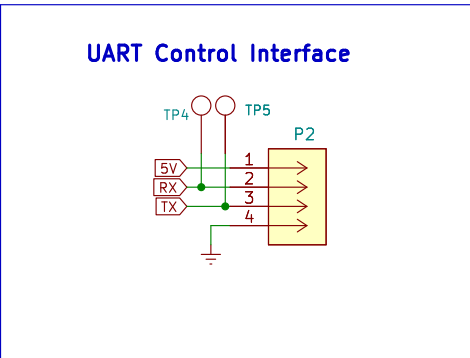 UART Control Interface
TP4 TP5
P2
5V 1
RX 2
TX 3
4